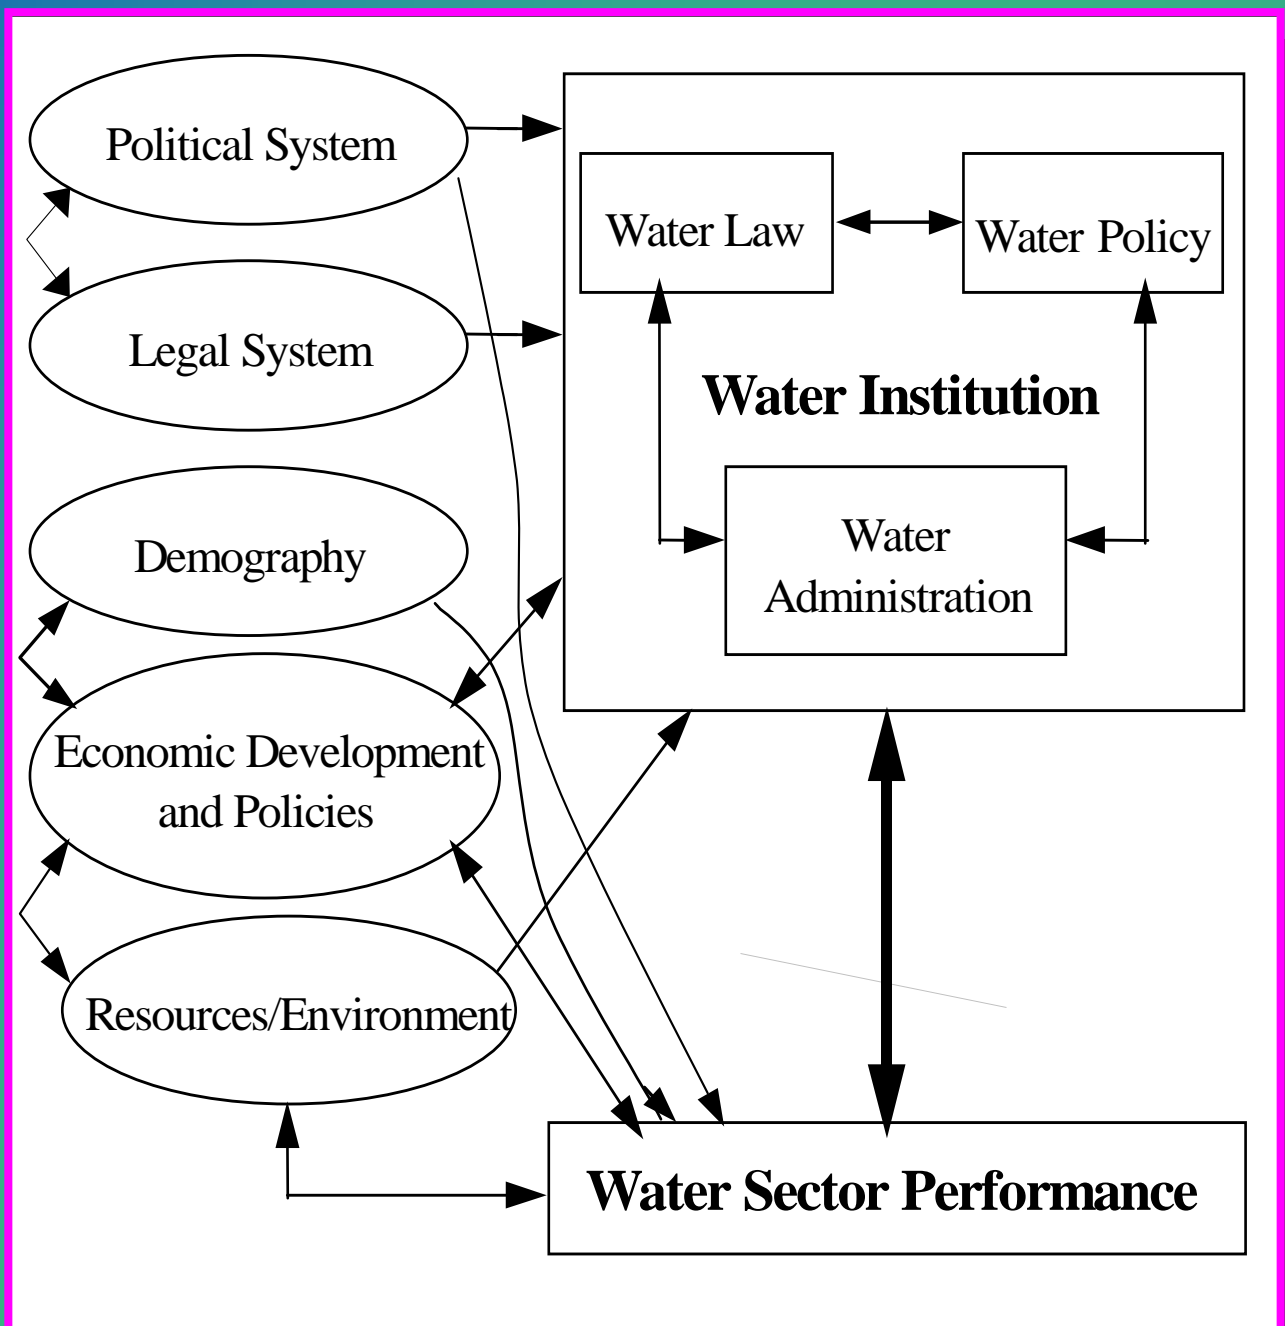 Political System
Legal System
Demography
Economic Development
and Policies
Resources/Environment
Water Law
Water Policy
Water Institution
Water
Administration
Water Sector Performance